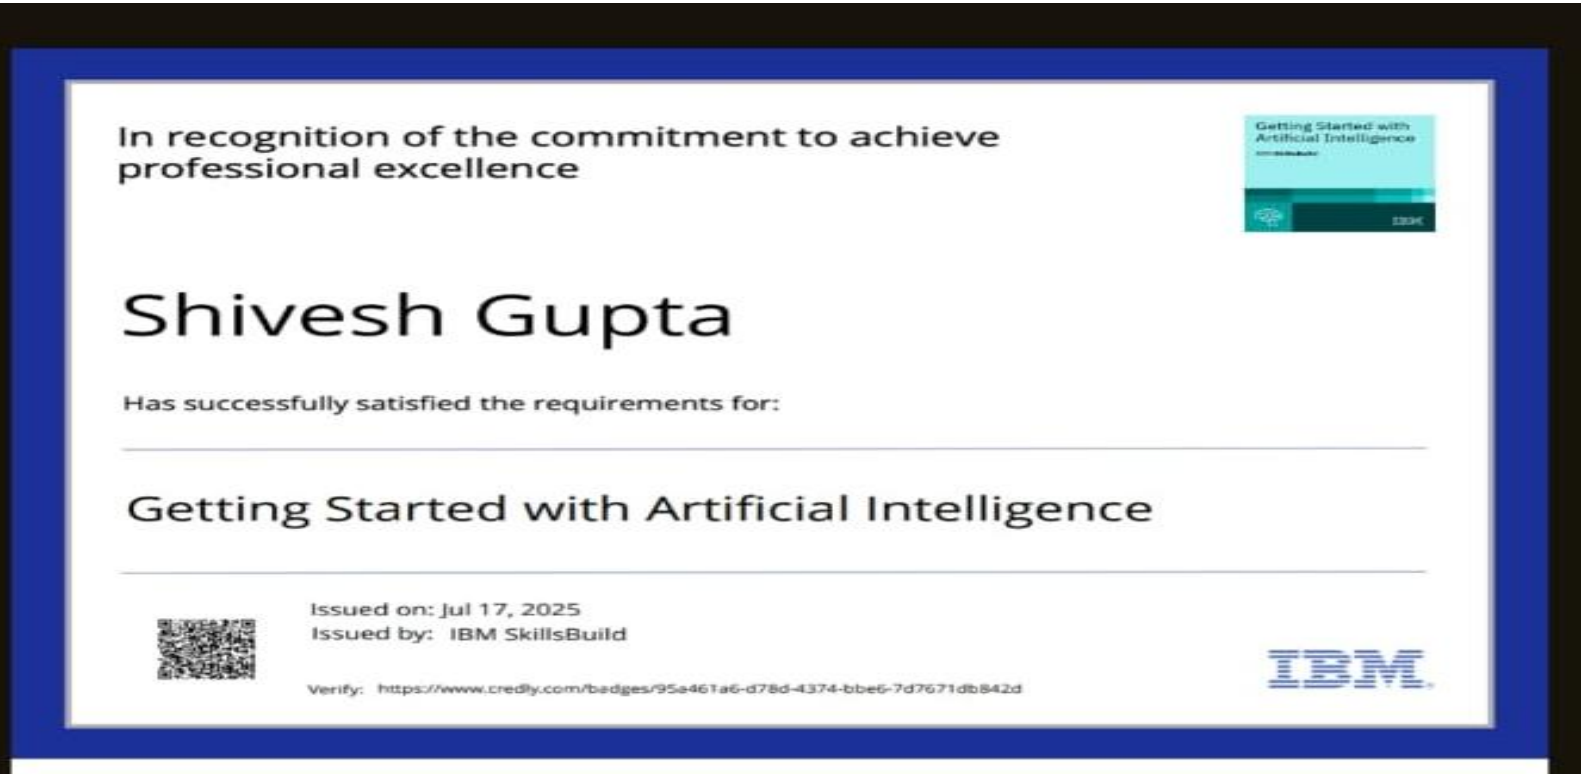 In recognition of the commitment to achieve
professional excellence
Getting Started with
Artificial Intelligence
IBM
Shivesh Gupta
Has successfully satisfied the requirements for:
Getting Started with Artificial Intelligence
Issued on: Jul 17, 2025
Issued by: IBM SkillsBuild
Verify: https://www.credly.com/badges/95a461a6-d78d-4374-bbe6-7d7671db842d
IBM.